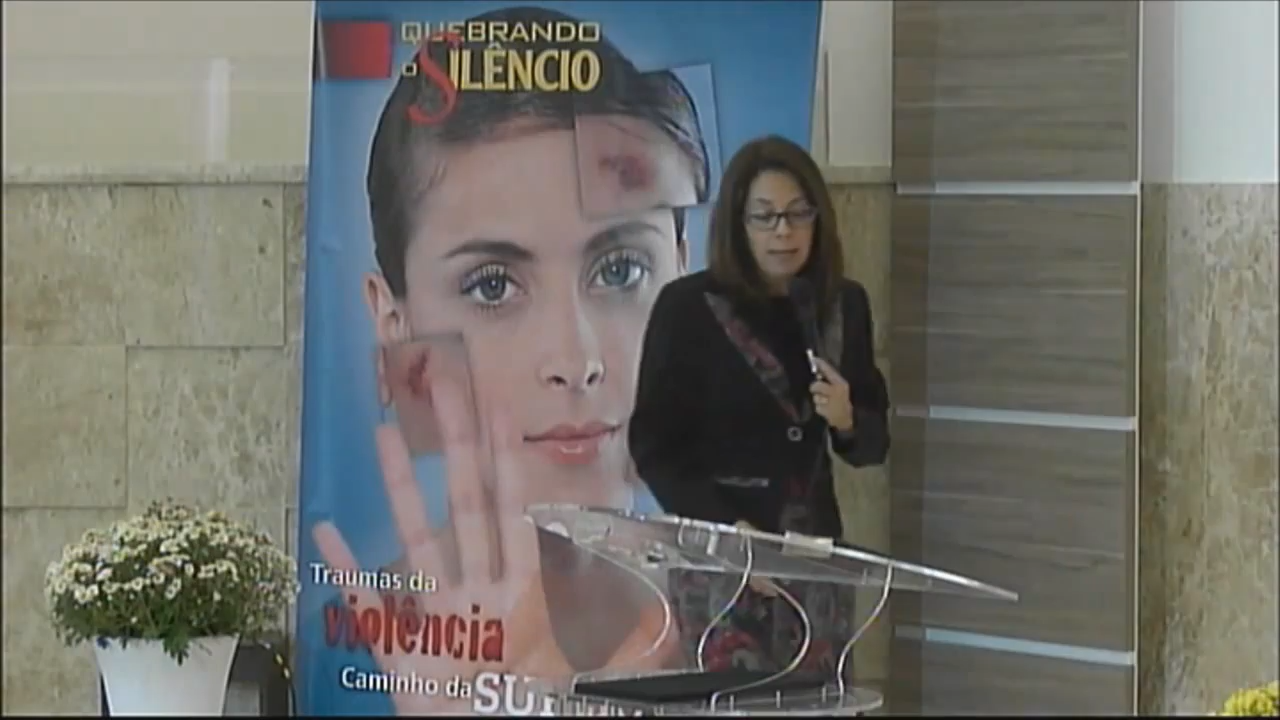 QUEBRANDO
O SILÊNCIO
Traumas da
violência
Caminho da